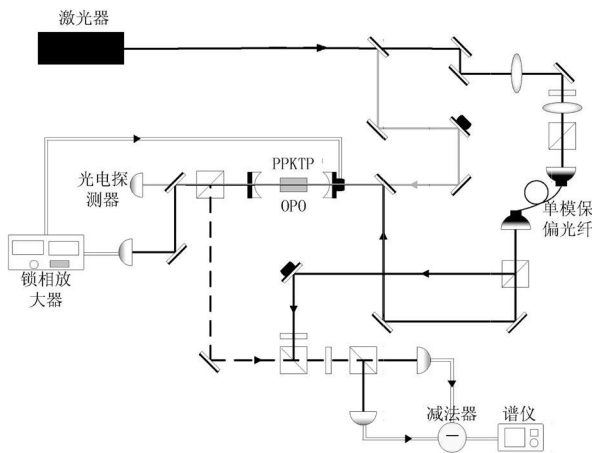 激光器
PPKTP
OPO
光电探
测器
单模保
偏光纤
锁相放
大器
减法器
谱仪